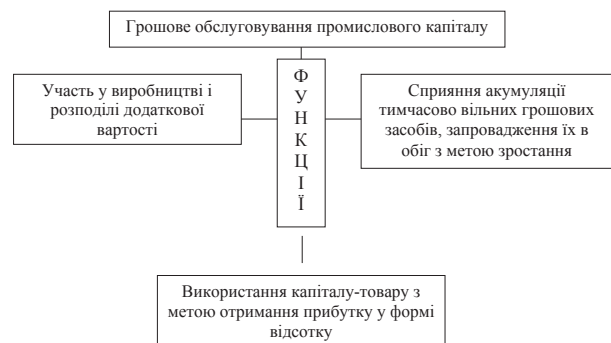 Грошове обслуговування промислового капіталу
Участь у виробництві і
розподілі додаткової
вартості
Ф
У
Н
К
Ц
І
Ї
Сприяння акумуляції
тимчасово вільних грошових
засобів, запровадження їх в
обіг з метою зростання
Використання капіталу-товару з
метою отримання прибутку у формі
відсотку